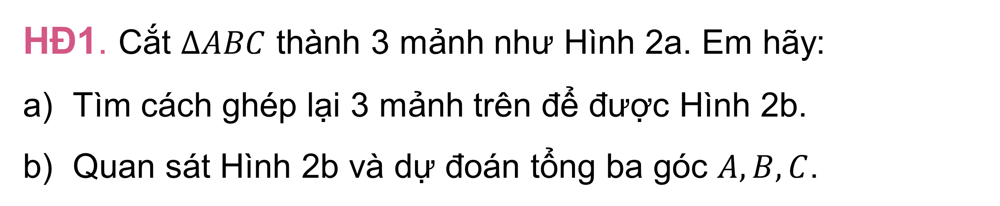 HĐ1. Cắt ΔABC thành 3 mảnh như Hình 2a. Em hãy:
a) Tìm cách ghép lại 3 mảnh trên để được Hình 2b.
b) Quan sát Hình 2b và dự đoán tổng ba góc A, B, C.